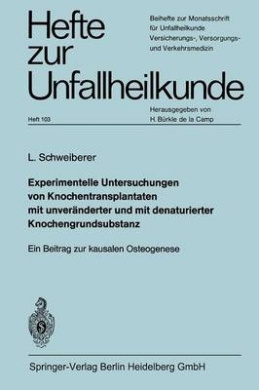 Hefte
zur
Unfallheilkunde
Beihefte zur Monatsschrift
für Unfallheilkunde
Versicherungs-, Versorgungs-
und Verkehrsmedizin
Herausgegeben von
H. Bürkle de la Camp
Heft 103
L. Schweiberer
Experimentelle Untersuchungen
von Knochentransplantaten
mit unveränderter und mit denaturierter
Knochengrundsubstanz
Ein Beitrag zur kausalen Osteogenese
Springer-Verlag Berlin Heidelberg GmbH